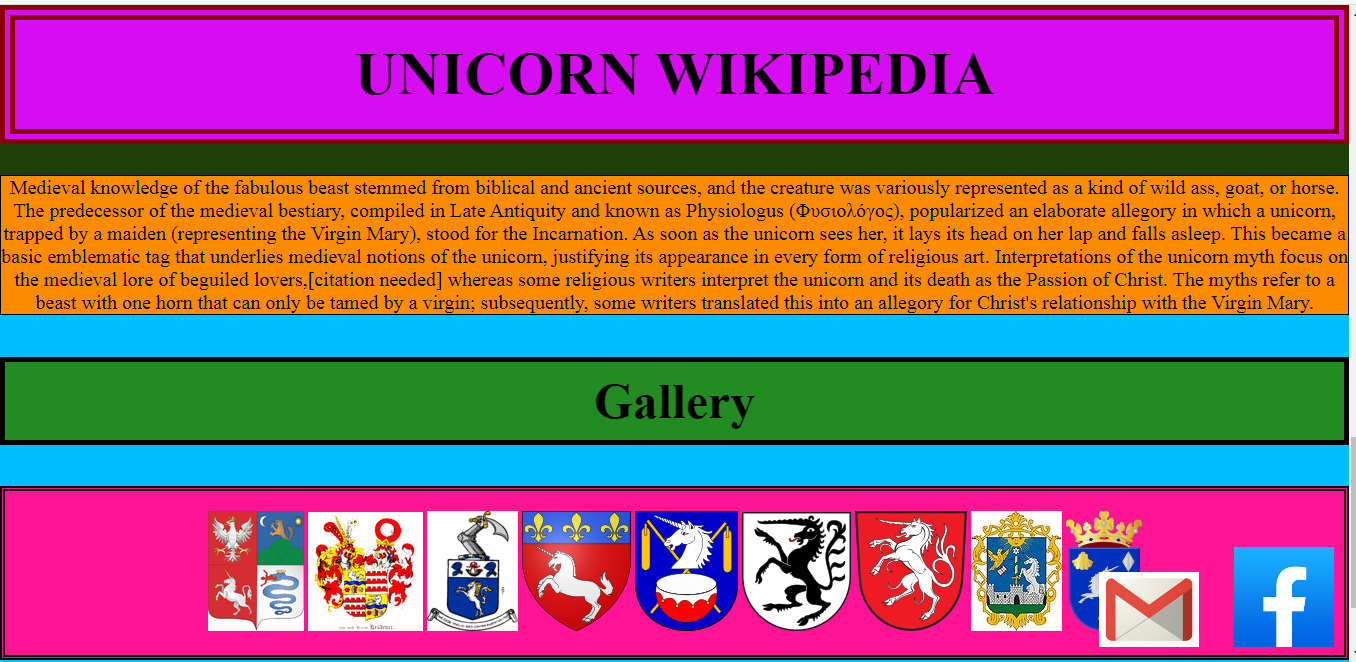 UNICORN WIKIPEDIA
Medieval knowledge of the fabulous beast stemmed from biblical and ancient sources, and the creature was variously represented as a kind of wild ass, goat, or horse.
The predecessor of the medieval bestiary, compiled in Late Antiquity and known as Physiologus (Φυσιολόγος), popularized an elaborate allegory in which a unicorn,
trapped by a maiden (representing the Virgin Mary), stood for the Incarnation. As soon as the unicorn sees her, it lays its head on her lap and falls asleep. This became a
basic emblematic tag that underlies medieval notions of the unicorn, justifying its appearance in every form of religious art. Interpretations of the unicorn myth focus on
the medieval lore of beguiled lovers,[citation needed] whereas some religious writers interpret the unicorn and its death as the Passion of Christ. The myths refer to a
beast with one horn that can only be tamed by a virgin; subsequently, some writers translated this into an allegory for Christ's relationship with the Virgin Mary.
Gallery